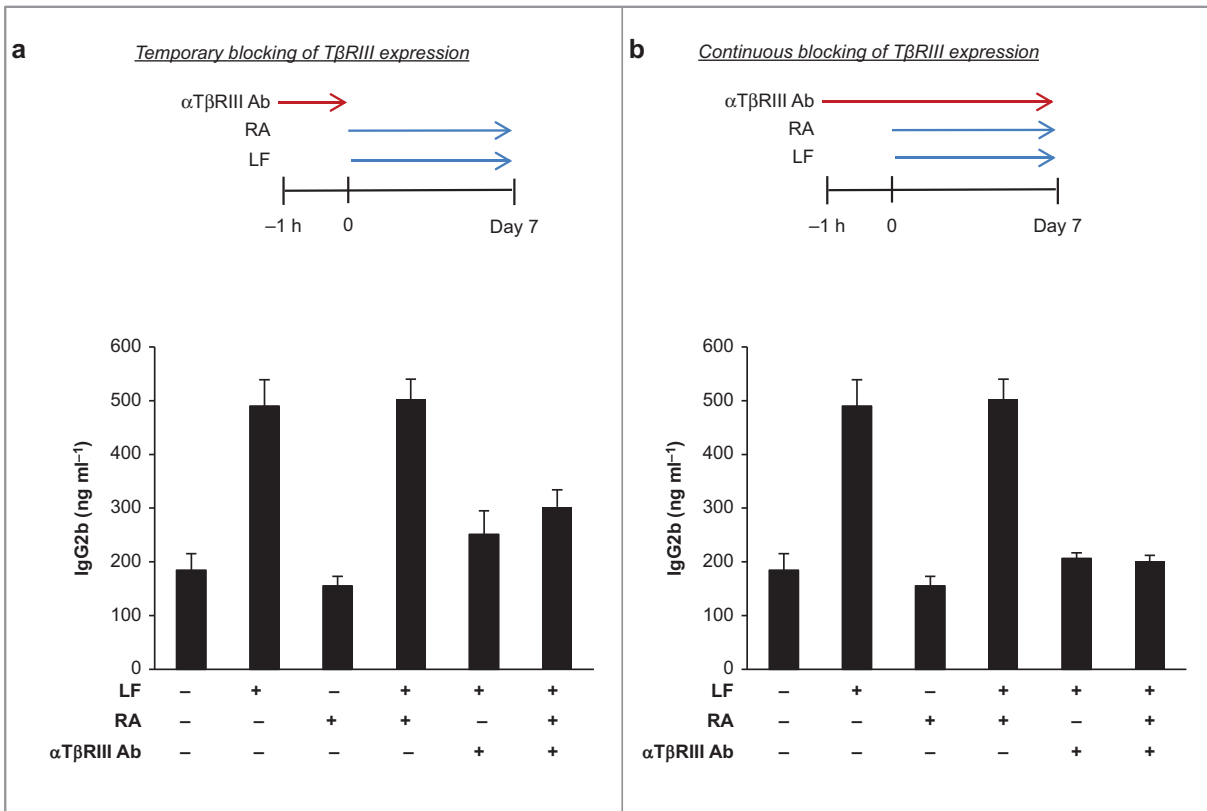 a
Temporary blocking of TβRIII expression
αTβRIII Ab
RA
LF
–1 h 0 Day 7
600
500
400
300
200
100
0
IgG2b (ng ml⁻¹)
LF – + – + + +
RA – – + + – +
αTβRIII Ab – – – – + +
b
Continuous blocking of TβRIII expression
αTβRIII Ab
RA
LF
–1 h 0 Day 7
600
500
400
300
200
100
0
IgG2b (ng ml⁻¹)
LF – + – + + +
RA – – + + – +
αTβRIII Ab – – – – + +